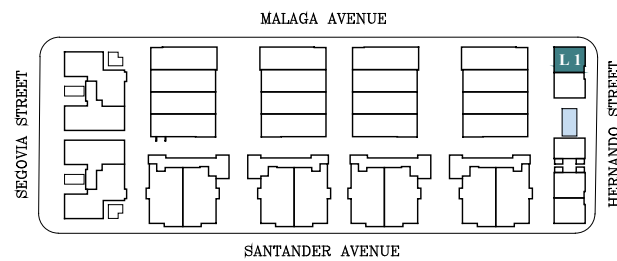 MALAGA AVENUE
L 1
SEGOVIA STREET
HERNANDO STREET
SANTANDER AVENUE